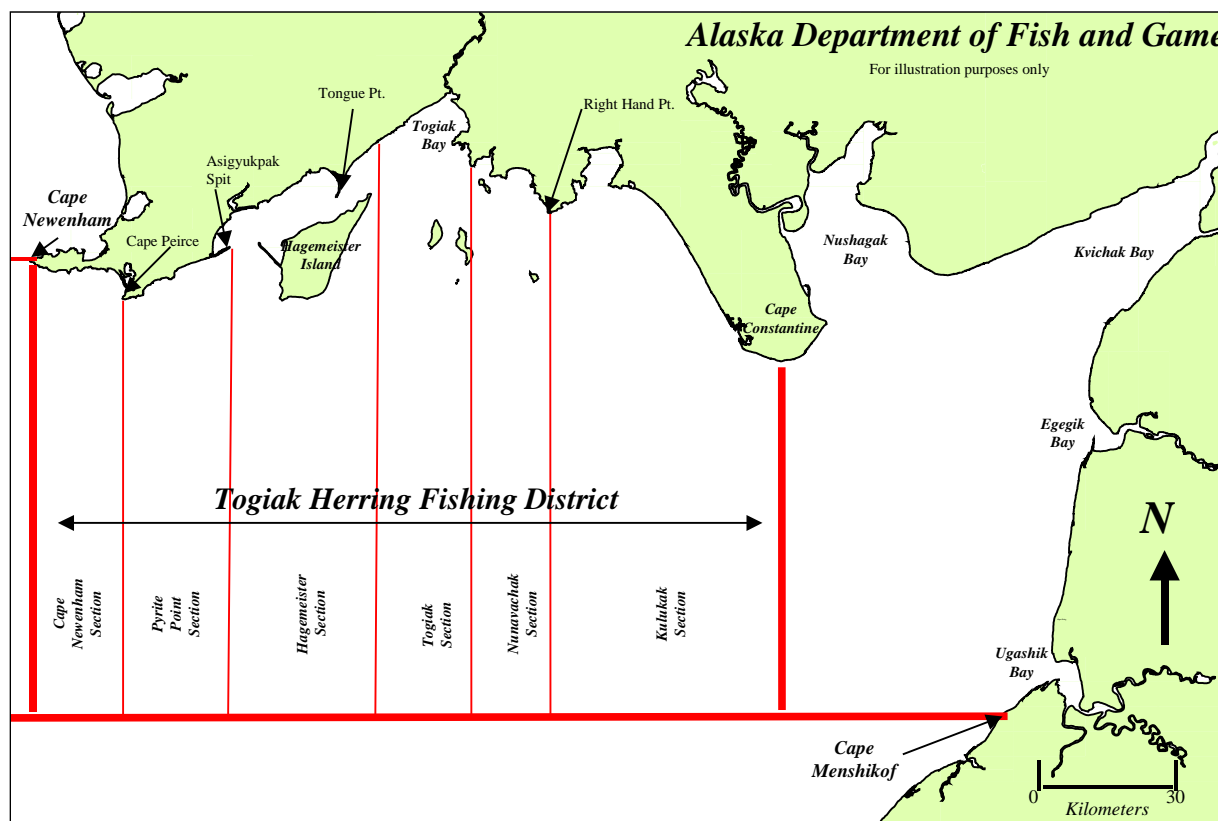 Alaska Department of Fish and Game
For illustration purposes only
Tongue Pt.
Togiak
Bay
Right Hand Pt.
Asigyukpak
Spit
Cape
Newenham
Cape Peirce
Hagemeister
Island
Nushagak
Bay
Kvichak Bay
Cape
Constantine
Egegik
Bay
Togiak Herring Fishing District
N
Cape
Newenham
Section
Pyrite
Point
Section
Hagemeister
Section
Togiak
Section
Nunavachak
Section
Kulukak
Section
Ugashik
Bay
Cape
Menshikof
0 30
Kilometers